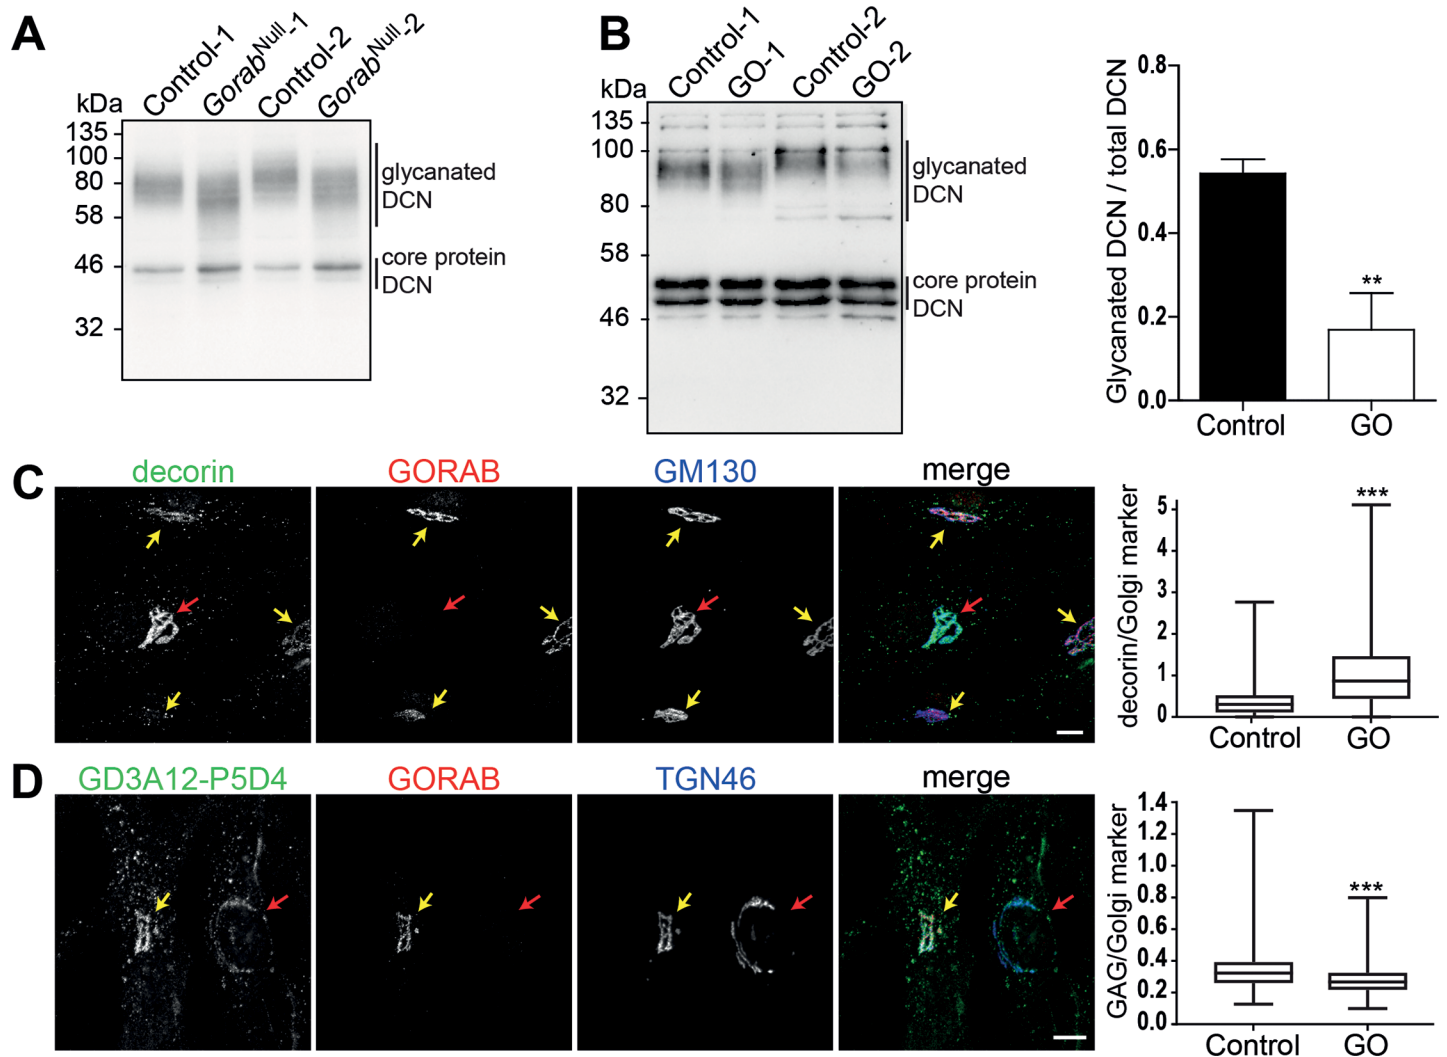 A
Control-1
Gorab^Null-1
Control-2
Gorab^Null-2
kDa
135
100
80
58
46
32
glycanated
DCN
core protein
DCN
B
Control-1
GO-1
Control-2
GO-2
kDa
135
100
80
58
46
32
glycanated
DCN
core protein
DCN
Glycanated DCN / total DCN
0.8
0.6
0.4
0.2
0.0
**
Control
GO
C
decorin
GORAB
GM130
merge
decorin/Golgi marker
5
4
3
2
1
0
***
Control
GO
D
GD3A12-P5D4
GORAB
TGN46
merge
GAG/Golgi marker
1.4
1.2
1.0
0.8
0.6
0.4
0.2
0.0
***
Control
GO